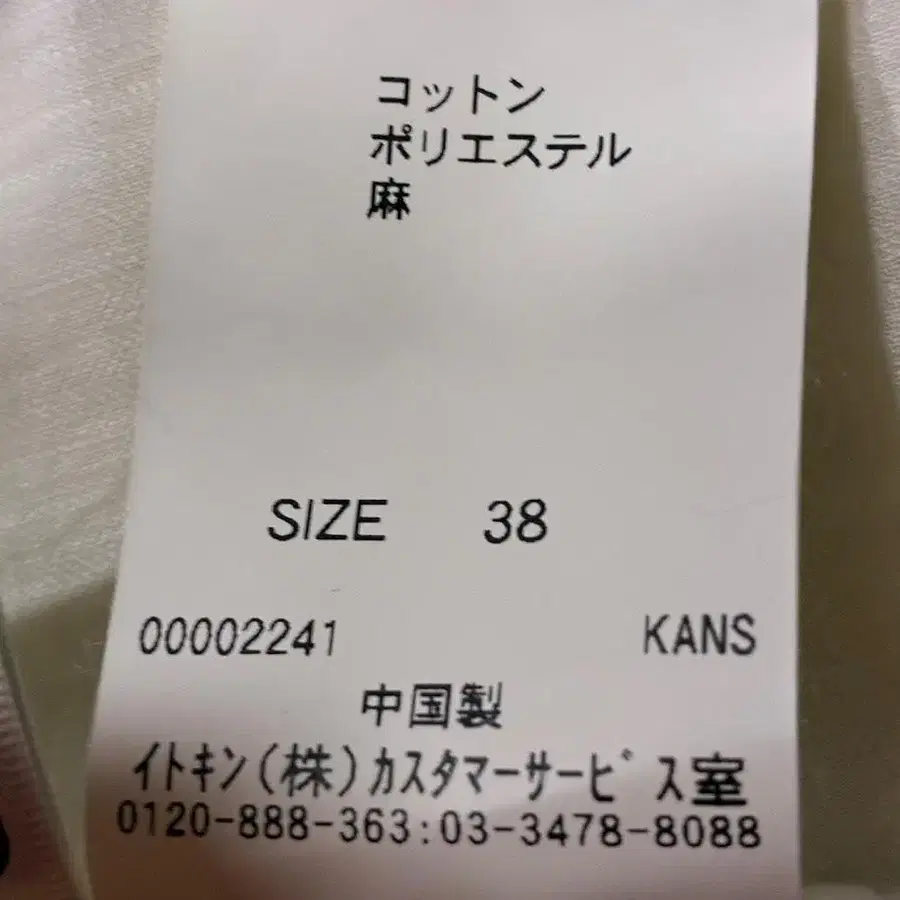 コットン
ポリエステル
麻
SIZE 38
00002241 KANS
中国製
イトキン(株)カスタマーサービス室
0120-888-363:03-3478-8088